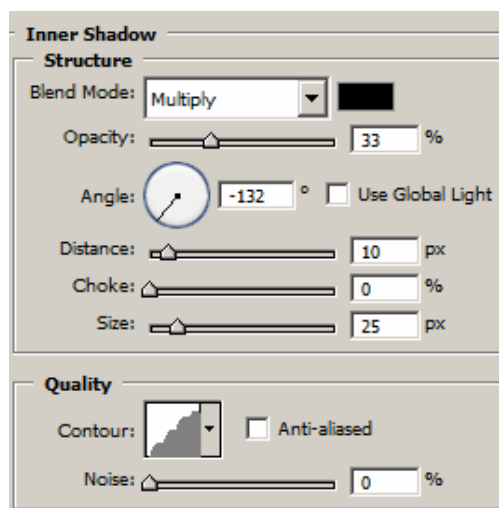 Inner Shadow
Structure
Blend Mode: Multiply
Opacity: 33 %
Angle: -132 ° Use Global Light
Distance: 10 px
Choke: 0 %
Size: 25 px
Quality
Contour: Anti-aliased
Noise: 0 %